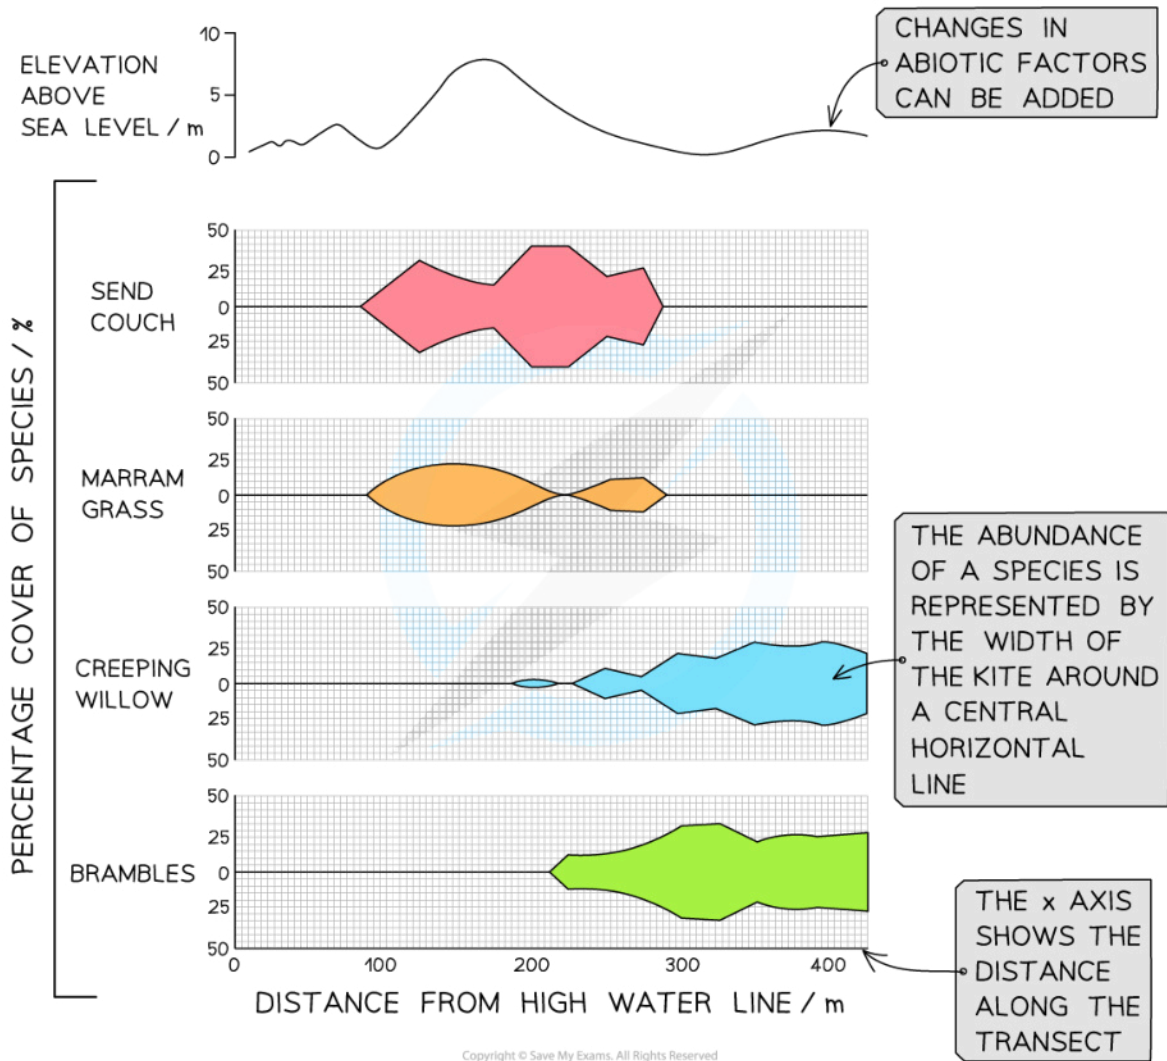 ELEVATION
ABOVE
SEA LEVEL / m
10
5
0
CHANGES IN
ABIOTIC FACTORS
CAN BE ADDED
PERCENTAGE COVER OF SPECIES / %
SEND
COUCH
50
25
0
25
50
MARRAM
GRASS
50
25
0
25
50
CREEPING
WILLOW
50
25
0
25
50
THE ABUNDANCE
OF A SPECIES IS
REPRESENTED BY
THE WIDTH OF
THE KITE AROUND
A CENTRAL
HORIZONTAL
LINE
BRAMBLES
50
25
0
25
50
0 100 200 300 400
DISTANCE FROM HIGH WATER LINE / m
THE x AXIS
SHOWS THE
DISTANCE
ALONG THE
TRANSECT
Copyright © Save My Exams. All Rights Reserved